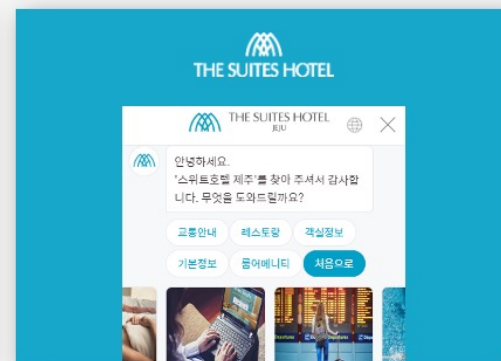 THE SUITES HOTEL
THE SUITES HOTEL
JEJU
안녕하세요.
'스위트호텔 제주'를 찾아 주셔서 감사합
니다. 무엇을 도와드릴까요?
교통안내 레스토랑 객실정보
기본정보 룸어메니티 처음으로